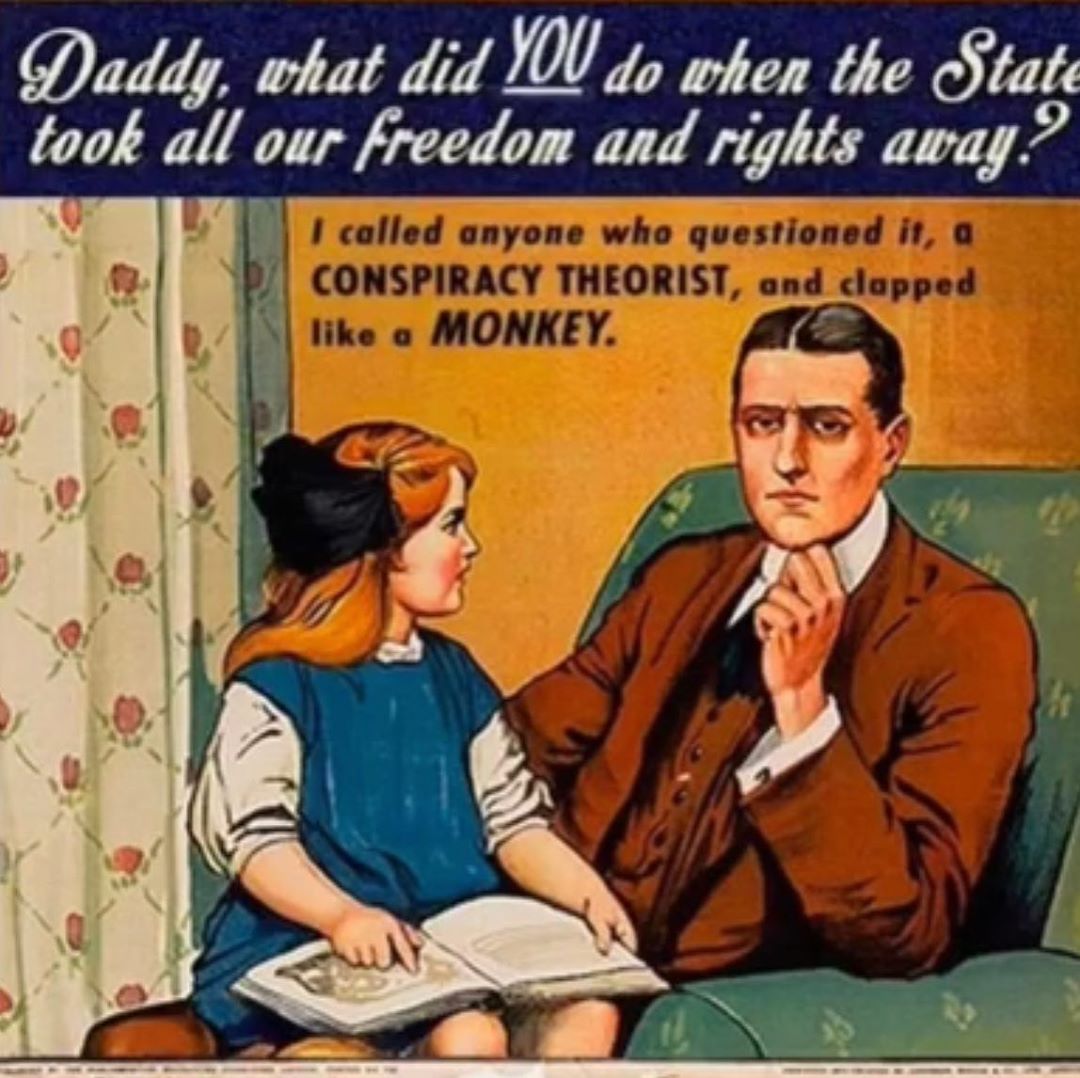 Daddy, what did YOU do when the State
took all our freedom and rights away?
I called anyone who questioned it, a
CONSPIRACY THEORIST, and clapped
like a MONKEY.